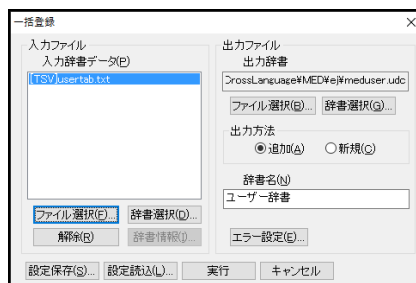 一括登録
入力ファイル
入力辞書データ(P)
[TSV]usertab.txt
ファイル選択(F)...
辞書選択(D)...
解除(R)
辞書情報(I)...
出力ファイル
出力辞書
CrossLanguage¥MED¥ej¥meduser.udc
ファイル選択(B)...
辞書選択(G)...
出力方法
追加(A)
新規(C)
辞書名(N)
ユーザー辞書
エラー設定(E)...
設定保存(S)...
設定読込(L)...
実行
キャンセル